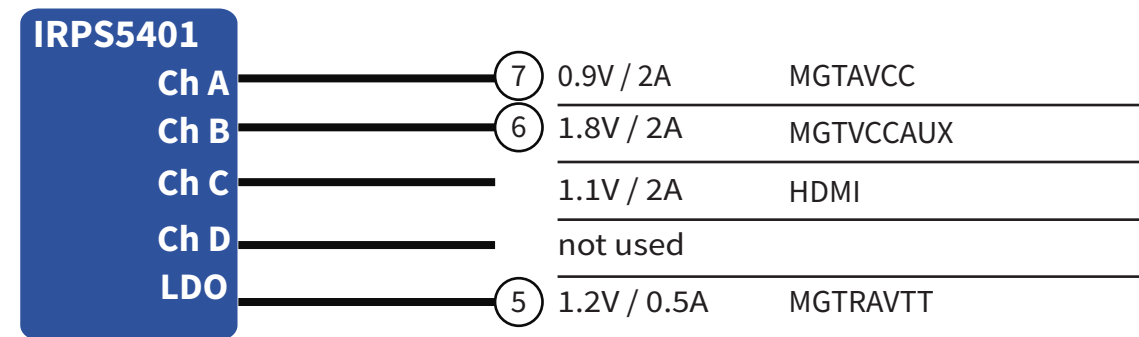 IRPS5401
Ch A 7 0.9V / 2A MGTAVCC
Ch B 6 1.8V / 2A MGTVCCAUX
Ch C 1.1V / 2A HDMI
Ch D not used
LDO 5 1.2V / 0.5A MGTRAVTT